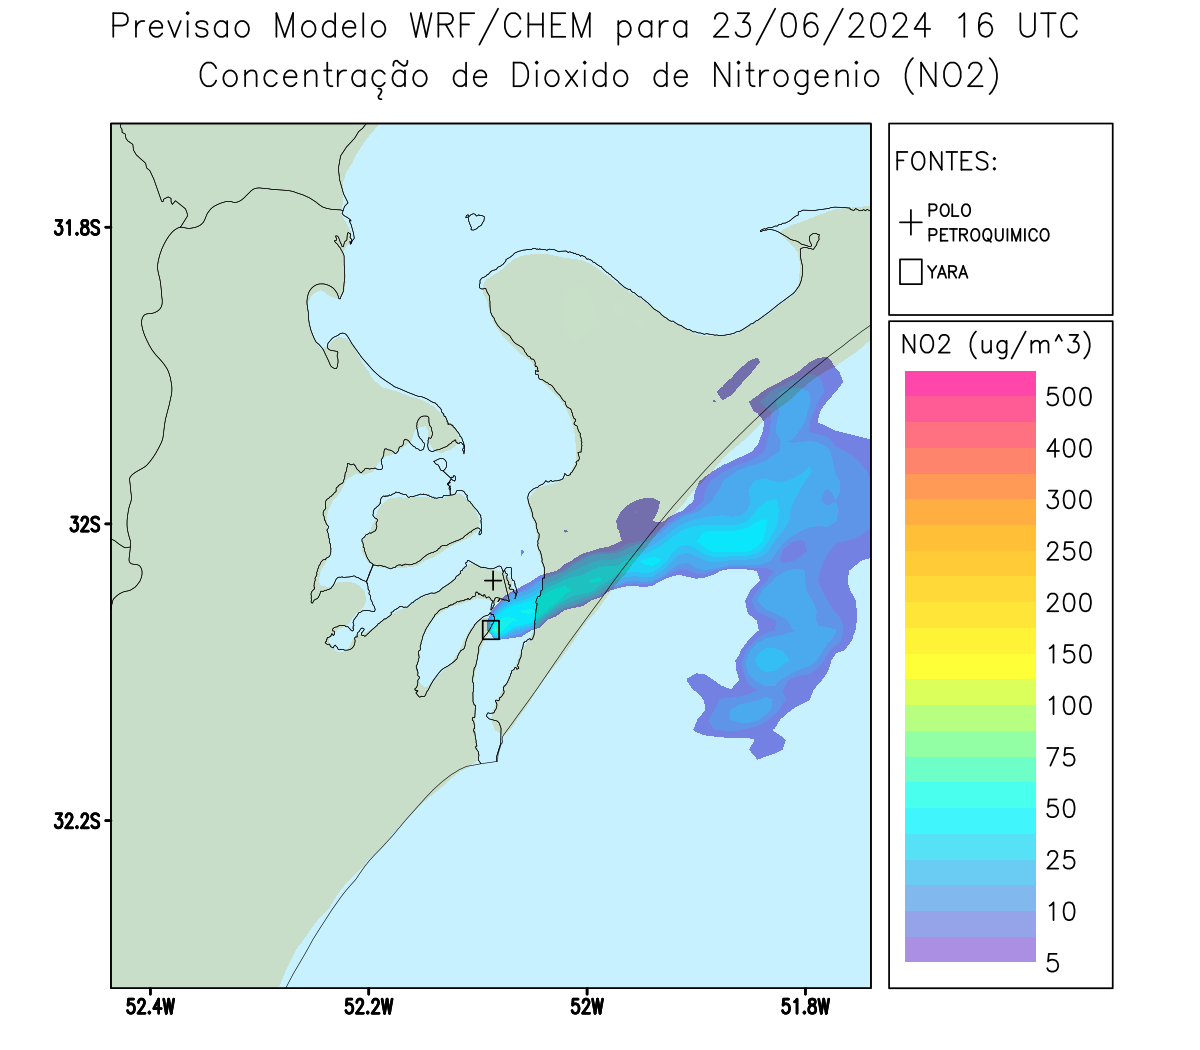 Previsao Modelo WRF/CHEM para 23/06/2024 16 UTC
Concentração de Dioxido de Nitrogenio (NO2)
FONTES:
POLO
PETROQUIMICO
YARA
31.8S
32S
32.2S
52.4W
52.2W
52W
51.8W
NO2 (ug/m^3)
500
400
300
250
200
150
100
75
50
25
10
5